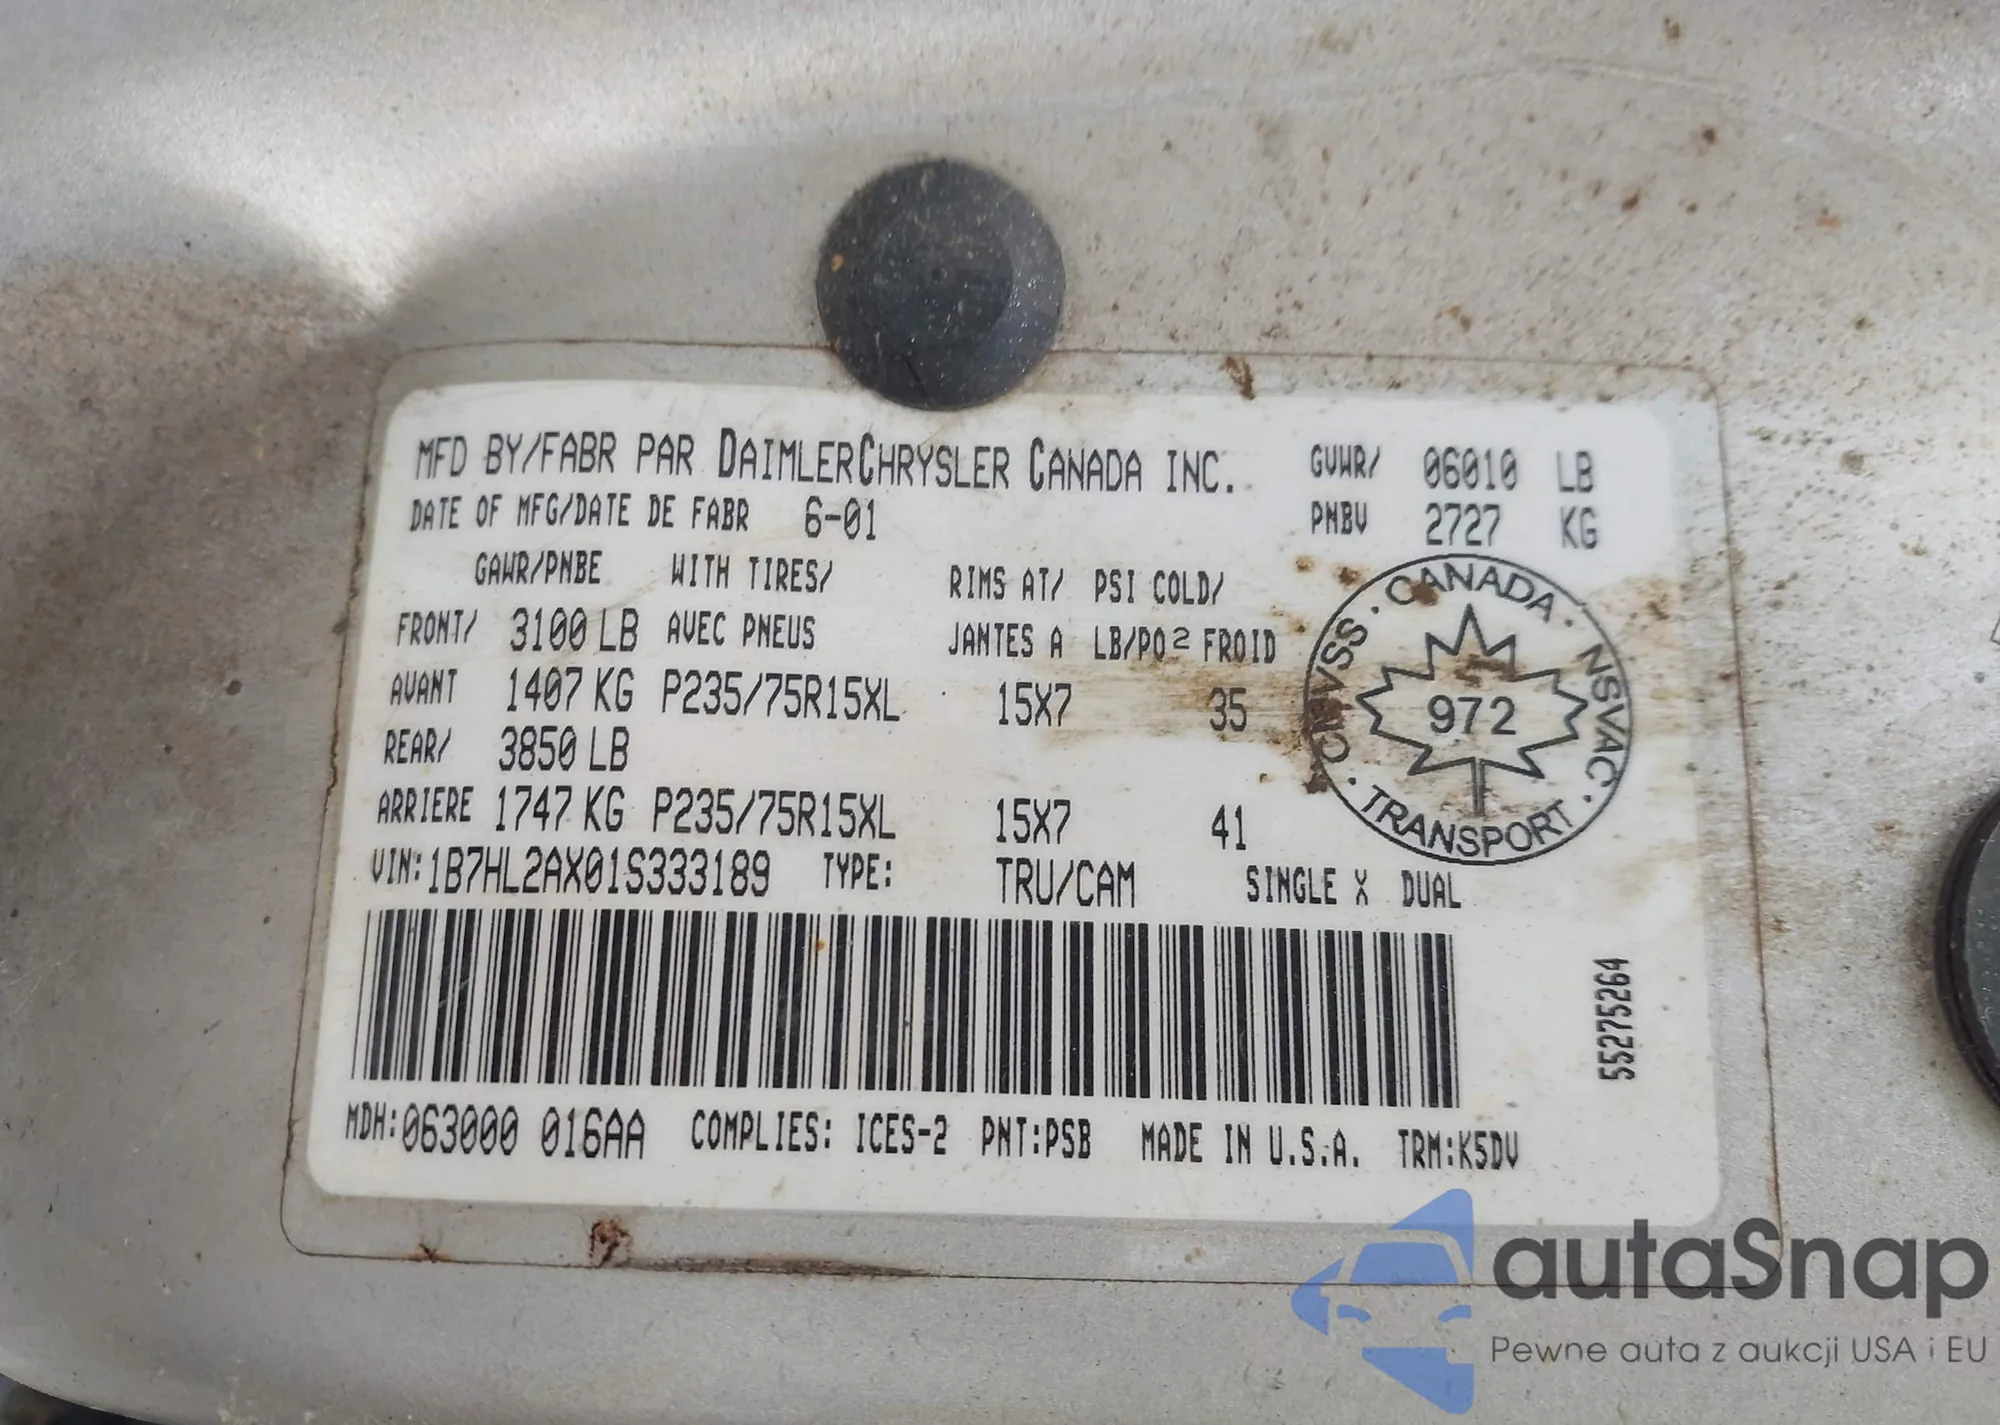 MFD BY/FABR PAR DAIMLERCHRYSLER CANADA INC. GVWR/ 06010 LB
DATE OF MFG/DATE DE FABR 6-01 PNBV 2727 KG
GAWR/PNBE WITH TIRES/ RIMS AT/ PSI COLD/
FRONT/ 3100 LB AVEC PNEUS JANTES A LB/PO2 FROID
AVANT 1407 KG P235/75R15XL 15X7 35
REAR/ 3850 LB
ARRIERE 1747 KG P235/75R15XL 15X7 41
CANADA · NSVAC · TRANSPORT · CMVSS ·
972
VIN:1B7HL2AX01S333189 TYPE: TRU/CAM SINGLE X DUAL
55275264
MDH:063000 016AA COMPLIES: ICES-2 PNT:PSB MADE IN U.S.A. TRM:K5DV
autaSnap
Pewne auta z aukcji USA i EU